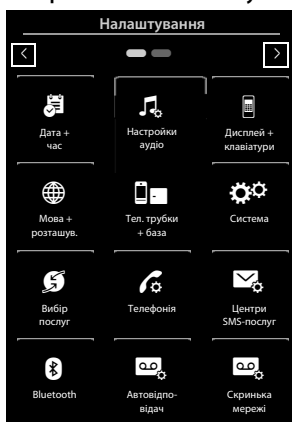 Налаштування
Дата +
час
Настройки
аудіо
Дисплей +
клавіатури
Мова +
розташув.
Тел. трубки
+ база
Система
Вибір
послуг
Телефонія
Центри
SMS-послуг
Bluetooth
Автовідпо-
відач
Скринька
мережі